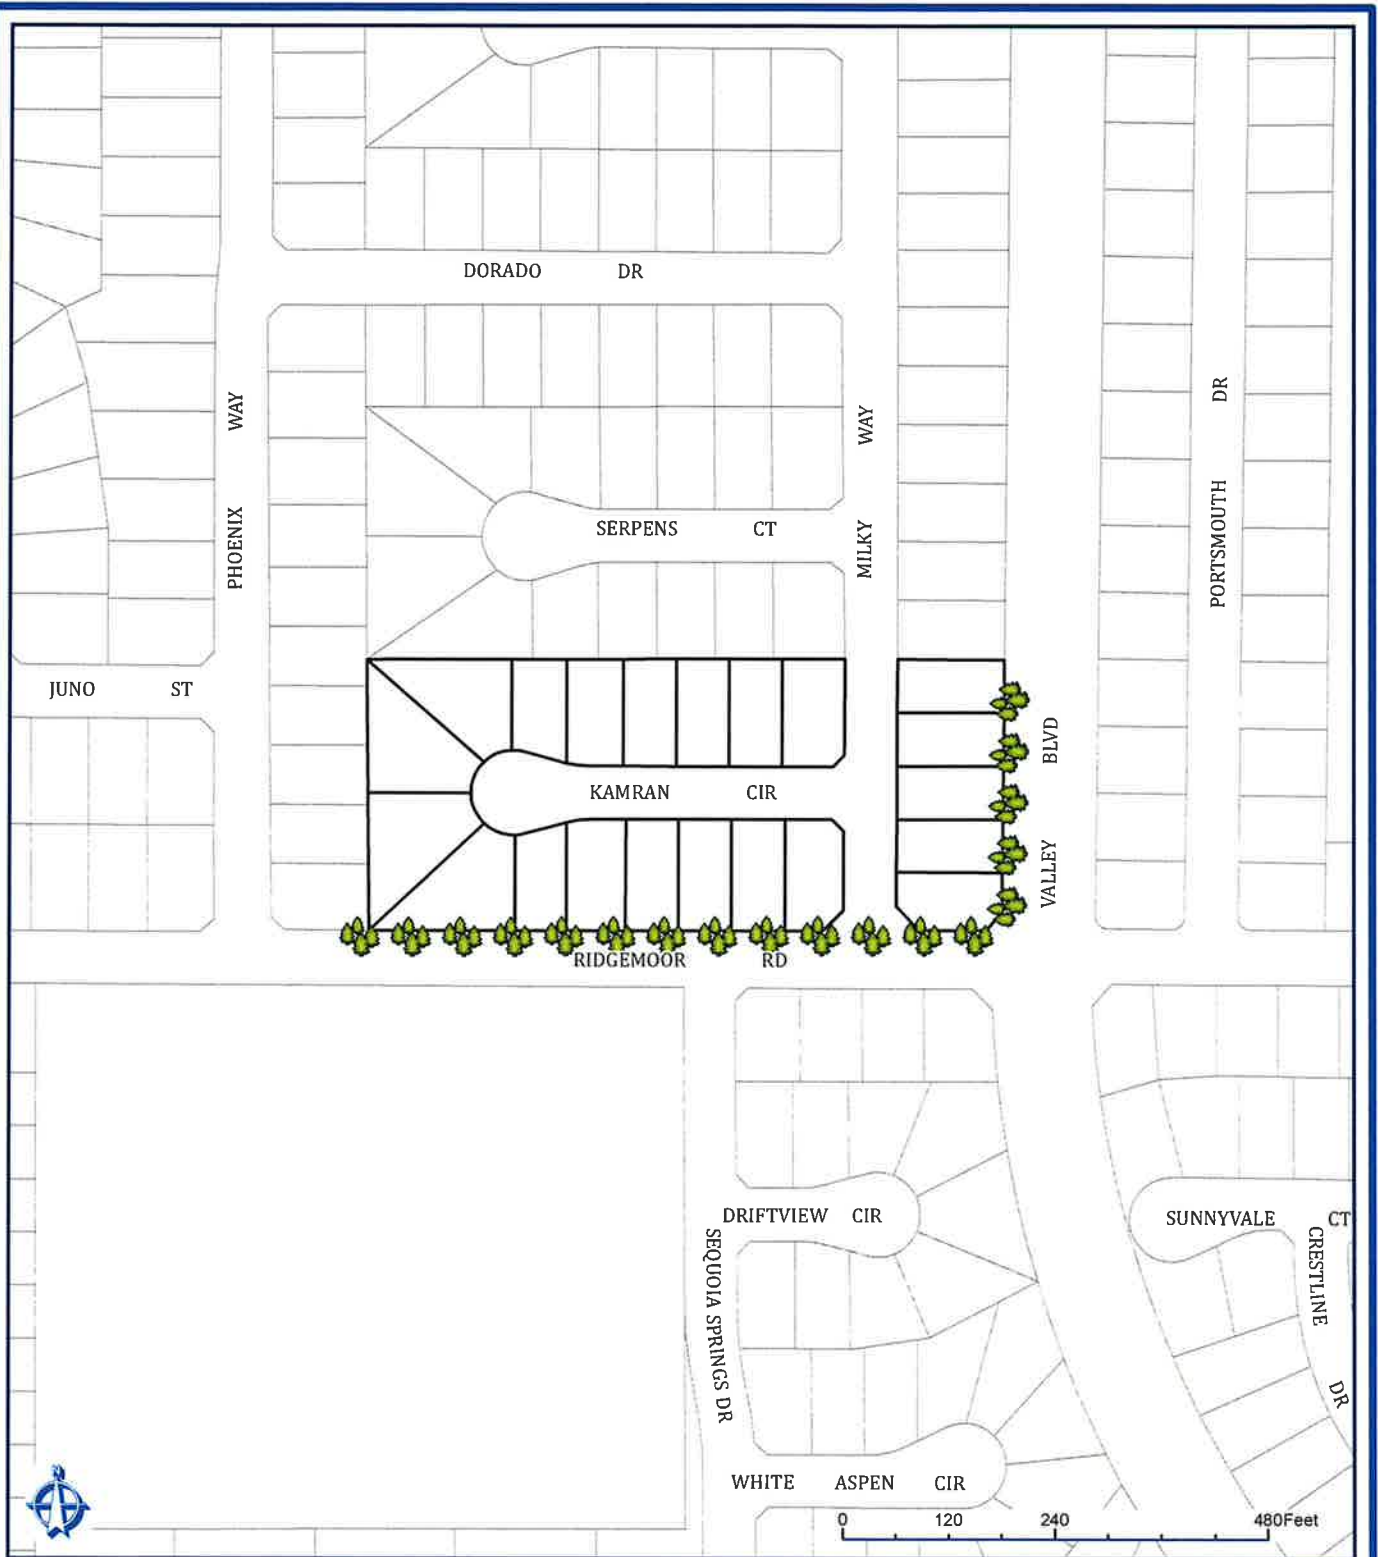 DORADO DR
PHOENIX WAY
MILKY WAY
PORTSMOUTH DR
SERPENS CT
JUNO ST
KAMRAN CIR
VALLEY BLVD
RIDGEMOOR RD
DRIFTVIEW CIR
SUNNYVALE CT
SEQUOIA SPRINGS DR
CRESTLINE DR
WHITE ASPEN CIR
0 120 240 480Feet